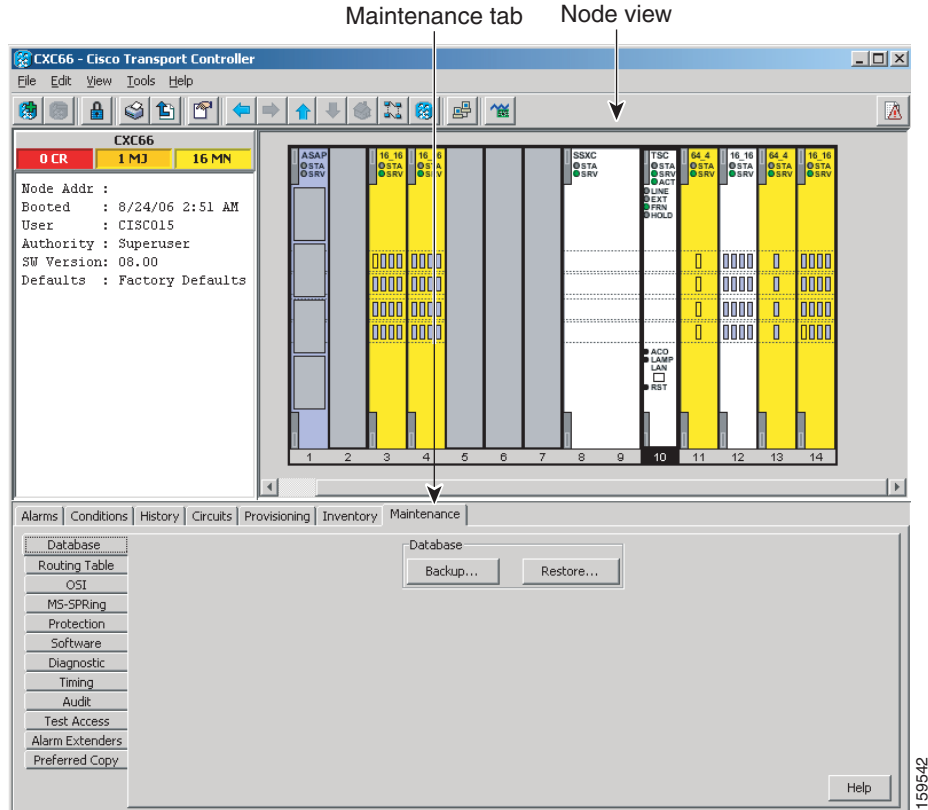 Maintenance tab
Node view
CXC66 - Cisco Transport Controller
File Edit View Tools Help
CXC66
0 CR 1 MJ 16 MN
Node Addr :
Booted : 8/24/06 2:51 AM
User : CISCO15
Authority : Superuser
SW Version: 08.00
Defaults : Factory Defaults
ASAP
STA
SRV
16_16
STA
SRV
16_16
STA
SRV
SSXC
STA
SRV
TSC
STA
SRV
ACT
LINE
EXT
FRN
HOLD
ACO
LAMP
LAN
RST
64_4
STA
SRV
16_16
STA
SRV
64_4
STA
SRV
16_16
STA
SRV
1 2 3 4 5 6 7 8 9 10 11 12 13 14
Alarms Conditions History Circuits Provisioning Inventory Maintenance
Database
Routing Table
OSI
MS-SPRing
Protection
Software
Diagnostic
Timing
Audit
Test Access
Alarm Extenders
Preferred Copy
Database
Backup... Restore...
Help
159542